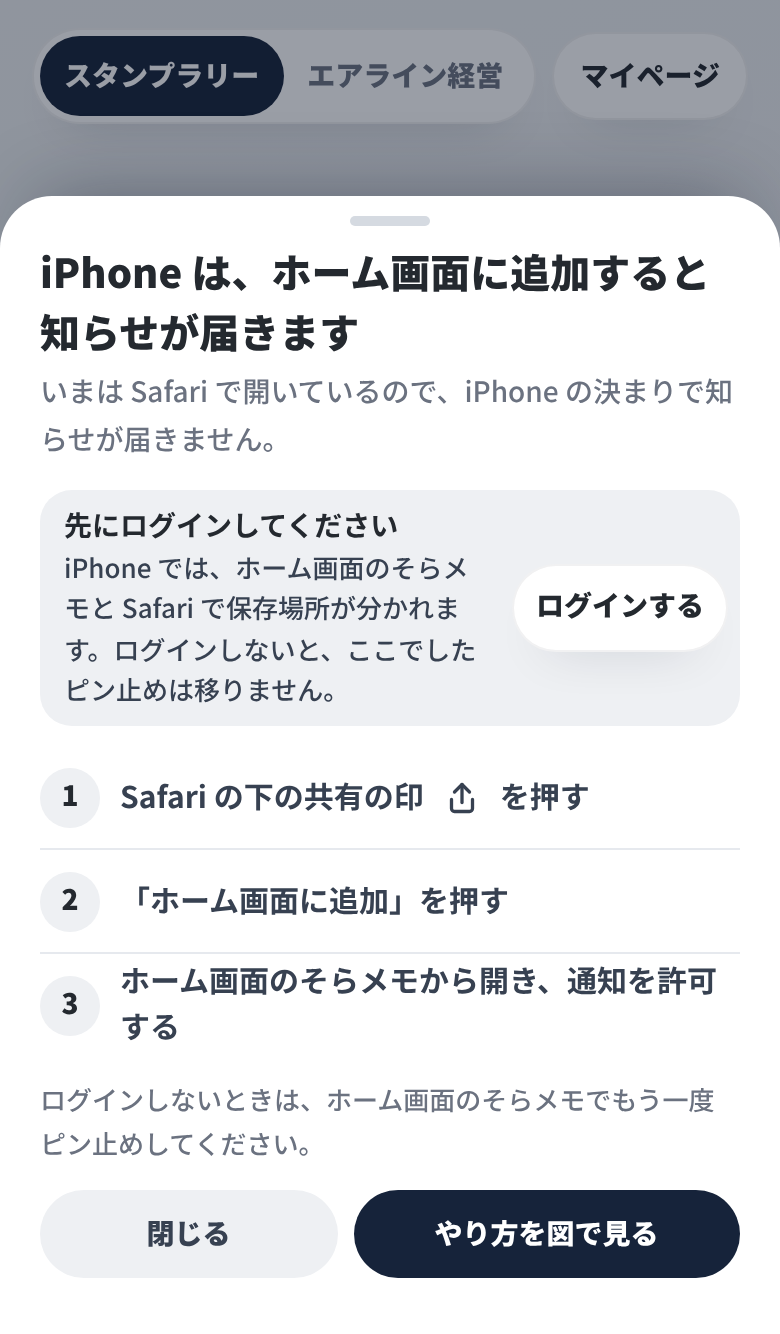 スタンプラリー エアライン経営 マイページ
iPhone は、ホーム画面に追加すると
知らせが届きます
いまは Safari で開いているので、iPhone の決まりで知
らせが届きません。
先にログインしてください
iPhone では、ホーム画面のそらメ
モと Safari で保存場所が分かれま
す。ログインしないと、ここでした
ピン止めは移りません。
ログインする
1 Safari の下の共有の印 を押す
2 「ホーム画面に追加」を押す
3 ホーム画面のそらメモから開き、通知を許可
する
ログインしないときは、ホーム画面のそらメモでもう一度
ピン止めしてください。
閉じる やり方を図で見る